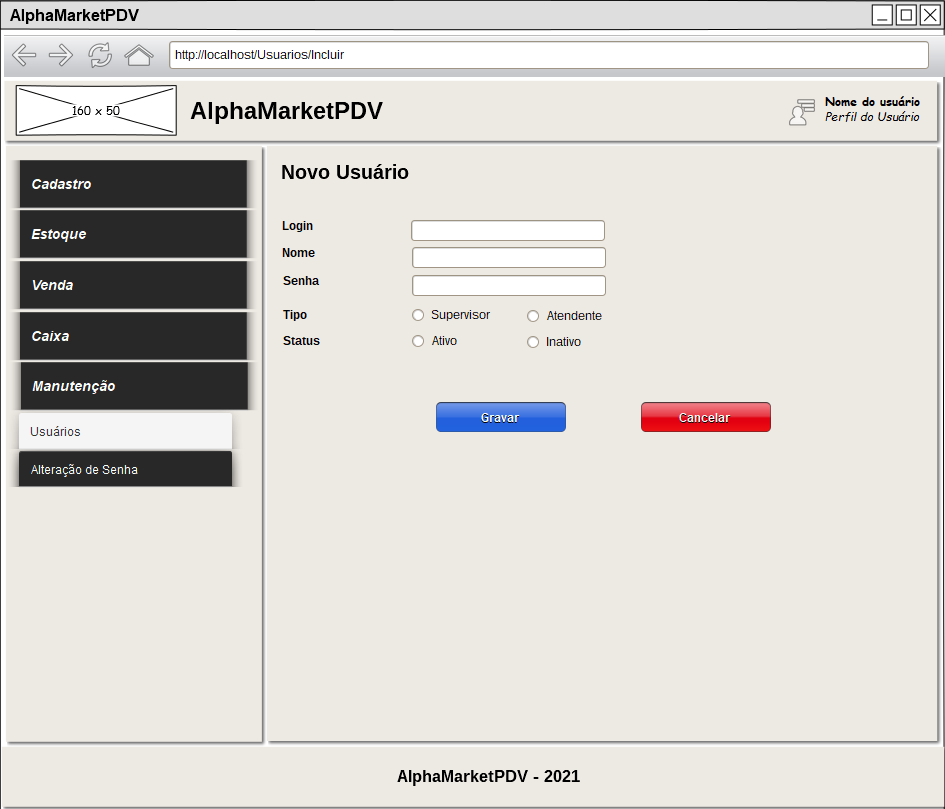 AlphaMarketPDV
http://localhost/Usuarios/Incluir
160 x 50
AlphaMarketPDV
Nome do usuário
Perfil do Usuário
Cadastro
Estoque
Venda
Caixa
Manutenção
Usuários
Alteração de Senha
Novo Usuário
Login
Nome
Senha
Tipo Supervisor Atendente
Status Ativo Inativo
Gravar Cancelar
AlphaMarketPDV - 2021